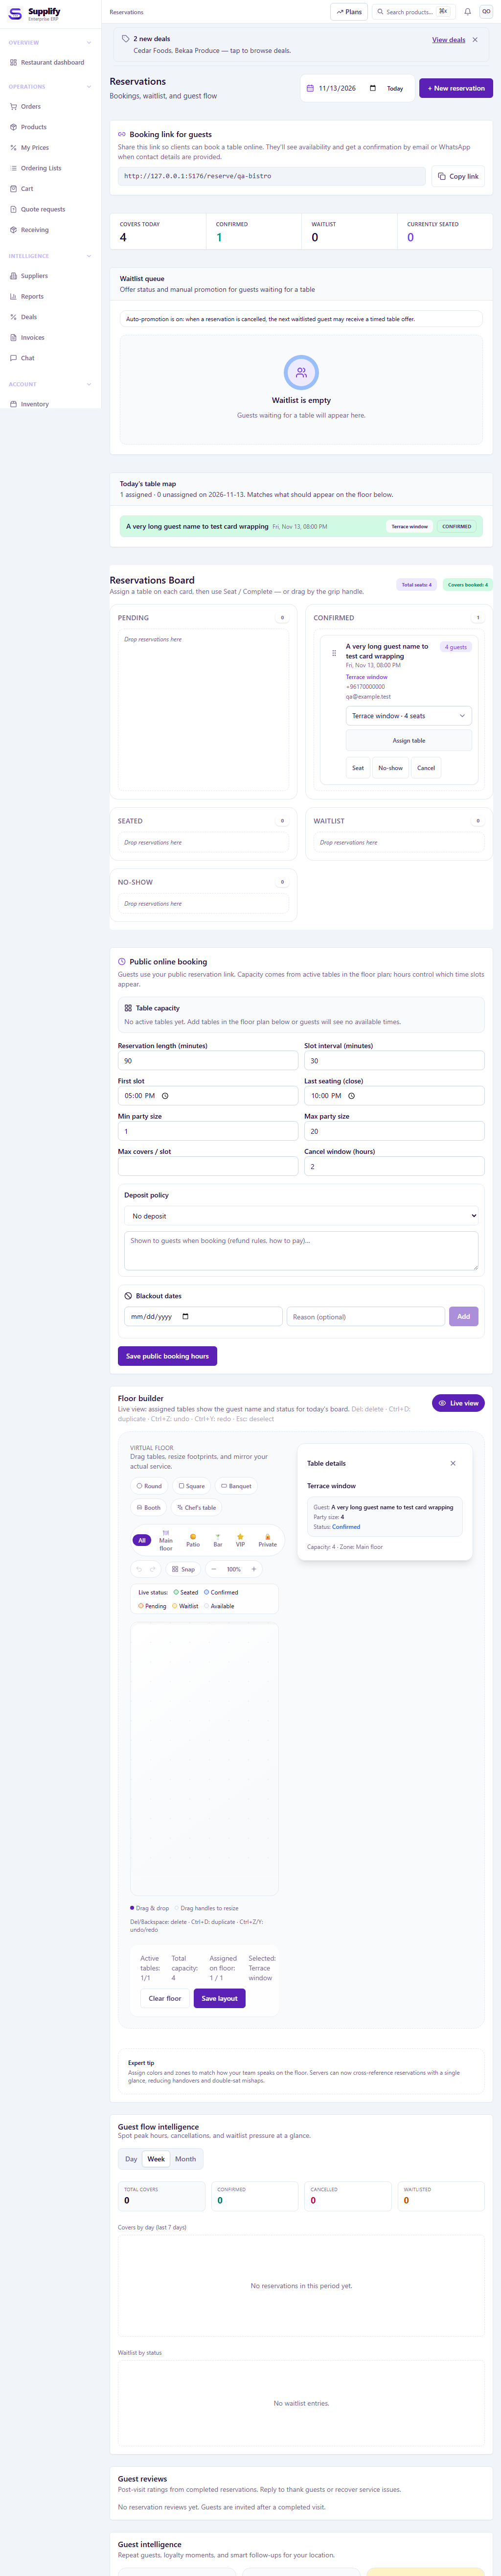 Supplify
Enterprise ERP
OVERVIEW
Restaurant dashboard
OPERATIONS
Orders
Products
My Prices
Ordering Lists
Cart
Quote requests
Receiving
INTELLIGENCE
Suppliers
Reports
Deals
Invoices
Chat
ACCOUNT
Inventory
Reservations
Plans
Search products...
⌘K
QO
2 new deals
Cedar Foods. Bekaa Produce — tap to browse deals.
View deals
Reservations
Bookings, waitlist, and guest flow
11/13/2026
Today
+ New reservation
Booking link for guests
Share this link so clients can book a table online. They'll see availability and get a confirmation by email or WhatsApp
when contact details are provided.
http://127.0.0.1:5176/reserve/qa-bistro
Copy link
COVERS TODAY
4
CONFIRMED
1
WAITLIST
0
CURRENTLY SEATED
0
Waitlist queue
Offer status and manual promotion for guests waiting for a table
Auto-promotion is on: when a reservation is cancelled, the next waitlisted guest may receive a timed table offer.
Waitlist is empty
Guests waiting for a table will appear here.
Today's table map
1 assigned · 0 unassigned on 2026-11-13. Matches what should appear on the floor below.
A very long guest name to test card wrapping Fri, Nov 13, 08:00 PM
Terrace window
CONFIRMED
Reservations Board
Assign a table on each card, then use Seat / Complete — or drag by the grip handle.
Total seats: 4
Covers booked: 4
PENDING
0
Drop reservations here
CONFIRMED
1
A very long guest name to
test card wrapping
4 guests
Fri, Nov 13, 08:00 PM
Terrace window
+96170000000
qa@example.test
Terrace window · 4 seats
Assign table
Seat
No-show
Cancel
SEATED
0
Drop reservations here
WAITLIST
0
Drop reservations here
NO-SHOW
0
Drop reservations here
Public online booking
Guests use your public reservation link. Capacity comes from active tables in the floor plan; hours control which time slots
appear.
Table capacity
No active tables yet. Add tables in the floor plan below or guests will see no available times.
Reservation length (minutes)
90
Slot interval (minutes)
30
First slot
05:00 PM
Last seating (close)
10:00 PM
Min party size
1
Max party size
20
Max covers / slot
Cancel window (hours)
2
Deposit policy
No deposit
Shown to guests when booking (refund rules, how to pay)...
Blackout dates
mm/dd/yyyy
Reason (optional)
Add
Save public booking hours
Floor builder
Live view: assigned tables show the guest name and status for today's board. Del: delete · Ctrl+D:
duplicate · Ctrl+Z: undo · Ctrl+Y: redo · Esc: deselect
Live view
VIRTUAL FLOOR
Drag tables, resize footprints, and mirror your
actual service.
Round
Square
Banquet
Booth
Chef's table
All
Main
floor
Patio
Bar
VIP
Private
Snap
100%
Live status:
Seated
Confirmed
Pending
Waitlist
Available
Drag & drop
Drag handles to resize
Del/Backspace: delete · Ctrl+D: duplicate · Ctrl+Z/Y:
undo/redo
Active
tables:
1/1
Total
capacity:
4
Assigned
on floor:
1 / 1
Selected:
Terrace
window
Clear floor
Save layout
Table details
Terrace window
Guest: A very long guest name to test card wrapping
Party size: 4
Status: Confirmed
Capacity: 4 · Zone: Main floor
Expert tip
Assign colors and zones to match how your team speaks on the floor. Servers can now cross-reference reservations with a single
glance, reducing handovers and double-sat mishaps.
Guest flow intelligence
Spot peak hours, cancellations, and waitlist pressure at a glance.
Day
Week
Month
TOTAL COVERS
0
CONFIRMED
0
CANCELLED
0
WAITLISTED
0
Covers by day (last 7 days)
No reservations in this period yet.
Waitlist by status
No waitlist entries.
Guest reviews
Post-visit ratings from completed reservations. Reply to thank guests or recover service issues.
No reservation reviews yet. Guests are invited after a completed visit.
Guest intelligence
Repeat guests, loyalty moments, and smart follow-ups for your location.